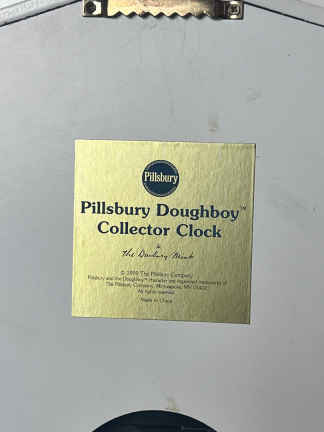 Pillsbury
Pillsbury Doughboy™
Collector Clock
by
the Danbury Mint
© 1999 The Pillsbury Company
Pillsbury and the Doughboy™ character are registered trademarks of
The Pillsbury Company, Minneapolis, MN
All rights reserved.
Made in China